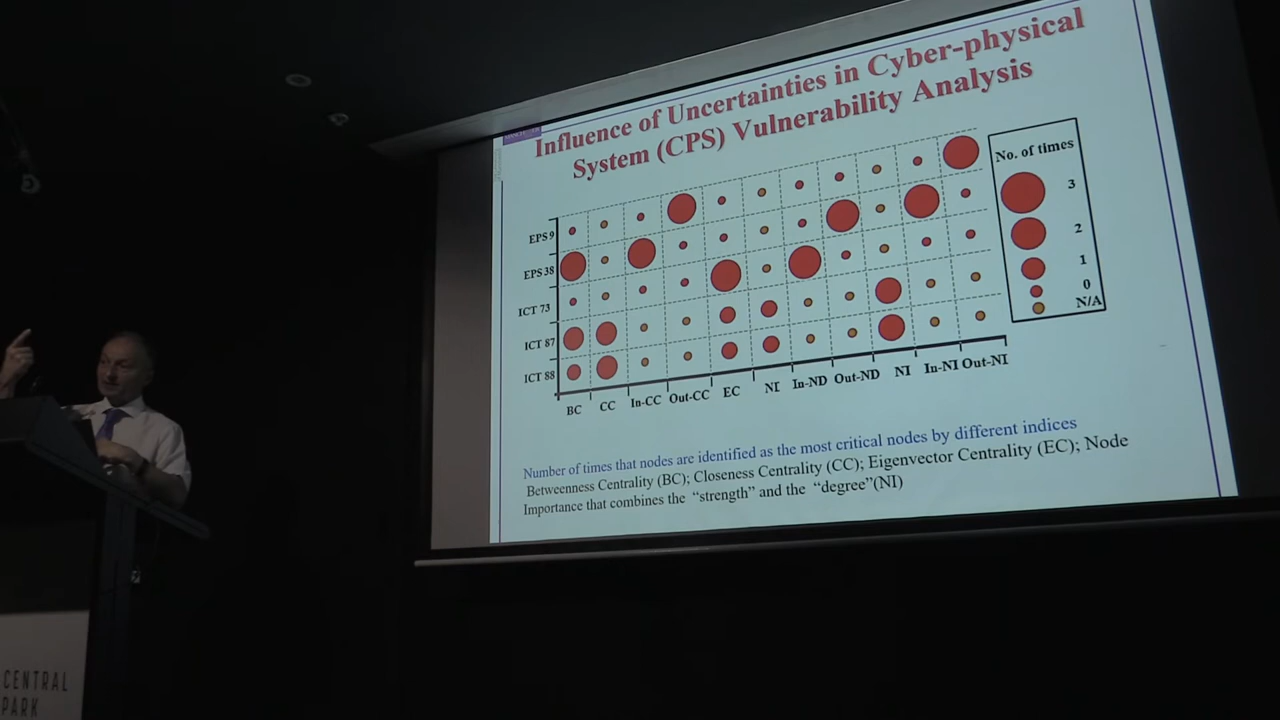 Influence of Uncertainties in Cyber-physical
System (CPS) Vulnerability Analysis
No. of times
3
2
1
0
N/A
EPS 9
EPS 38
ICT 73
ICT 87
ICT 88
BC CC In-CC Out-CC EC NI In-ND Out-ND NI In-NI Out-NI
Number of times that nodes are identified as the most critical nodes by different indices
Betweenness Centrality (BC); Closeness Centrality (CC); Eigenvector Centrality (EC); Node
Importance that combines the “strength” and the “degree”(NI)
CENTRAL
PARK